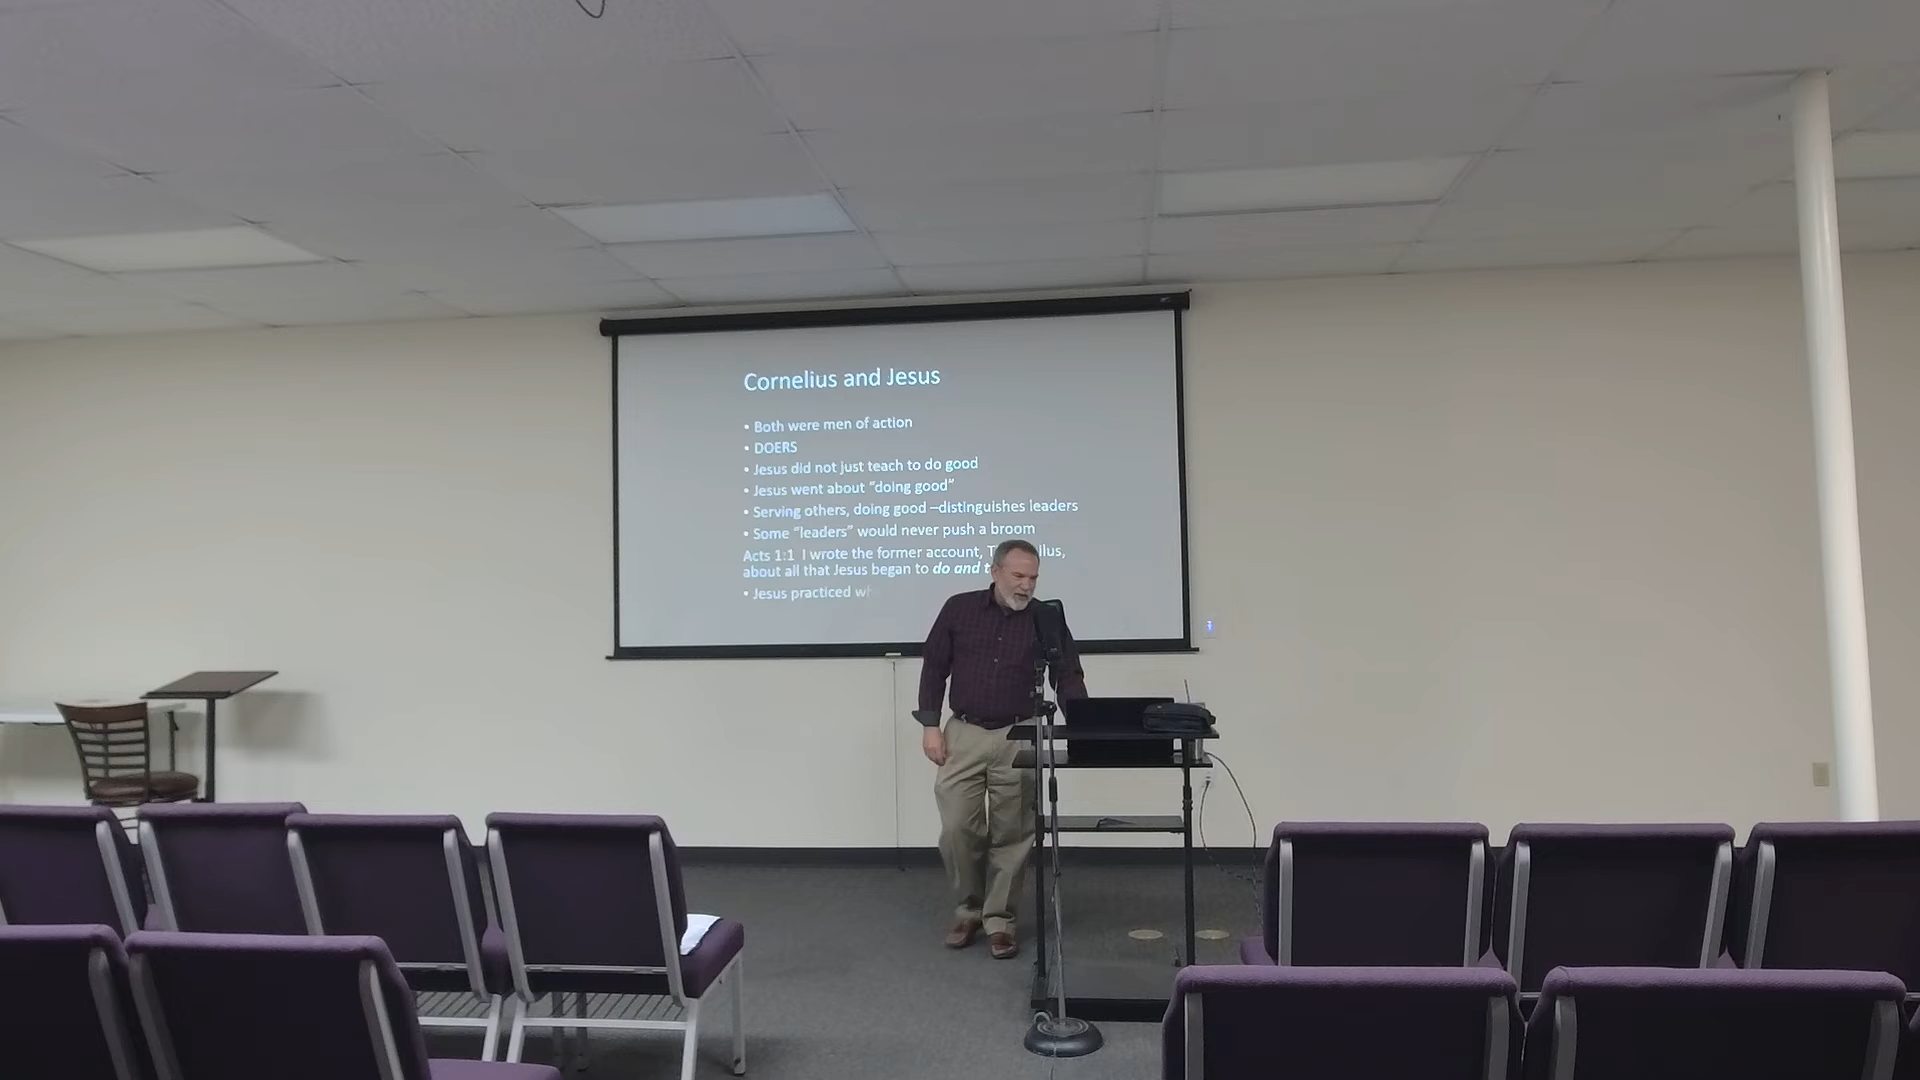 Cornelius and Jesus
• Both were men of action
• DOERS
• Jesus did not just teach to do good
• Jesus went about "doing good"
• Serving others, doing good –distinguishes leaders
• Some "leaders" would never push a broom
Acts 1:1 I wrote the former account,
about all that Jesus began to do and
• Jesus practiced